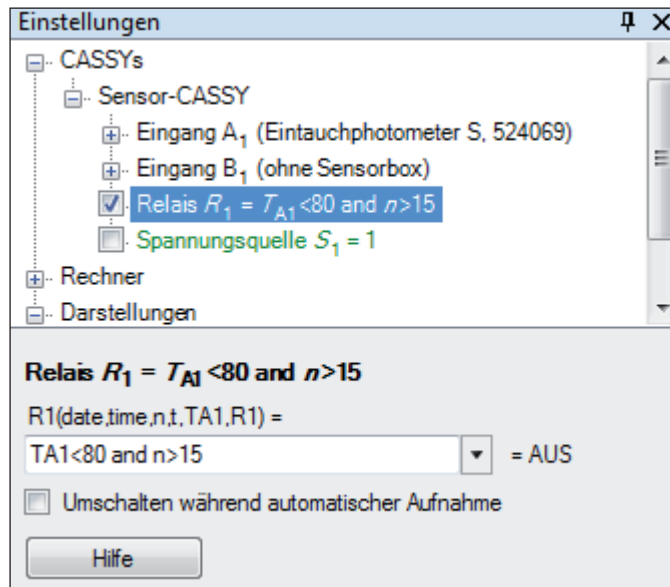 Einstellungen
CASSYs
Sensor-CASSY
Eingang A1 (Eintauchphotometer S, 524069)
Eingang B1 (ohne Sensorbox)
Relais R1 = TA1<80 and n>15
Spannungsquelle S1 = 1
Rechner
Darstellungen
Relais R1 = TA1<80 and n>15
R1(date,time,n,t,TA1,R1) =
TA1<80 and n>15 = AUS
Umschalten während automatischer Aufnahme
Hilfe